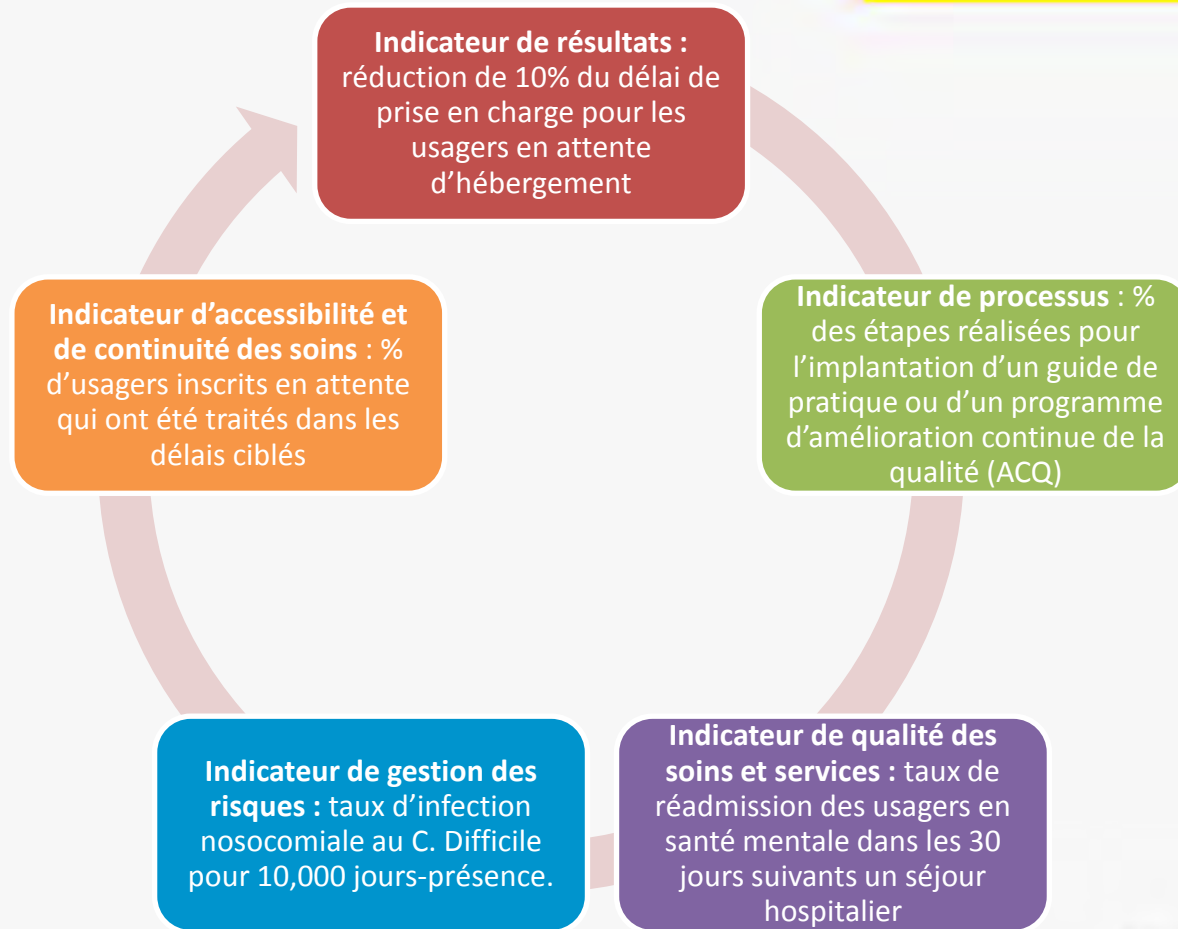 Indicateur de résultats :
réduction de 10% du délai de
prise en charge pour les
usagers en attente
d’hébergement
Indicateur de processus : %
des étapes réalisées pour
l’implantation d’un guide de
pratique ou d’un programme
d’amélioration continue de la
qualité (ACQ)
Indicateur de qualité des
soins et services : taux de
réadmission des usagers en
santé mentale dans les 30
jours suivants un séjour
hospitalier
Indicateur de gestion des
risques : taux d’infection
nosocomiale au C. Difficile
pour 10,000 jours-présence.
Indicateur d’accessibilité et
de continuité des soins : %
d’usagers inscrits en attente
qui ont été traités dans les
délais ciblés